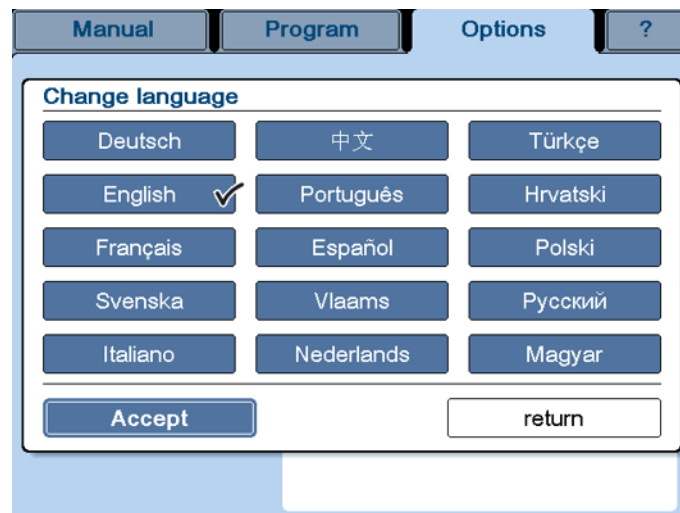 Manual Program Options ?
Change language
Deutsch 中文 Türkçe
English Português Hrvatski
Français Español Polski
Svenska Vlaams Русский
Italiano Nederlands Magyar
Accept return